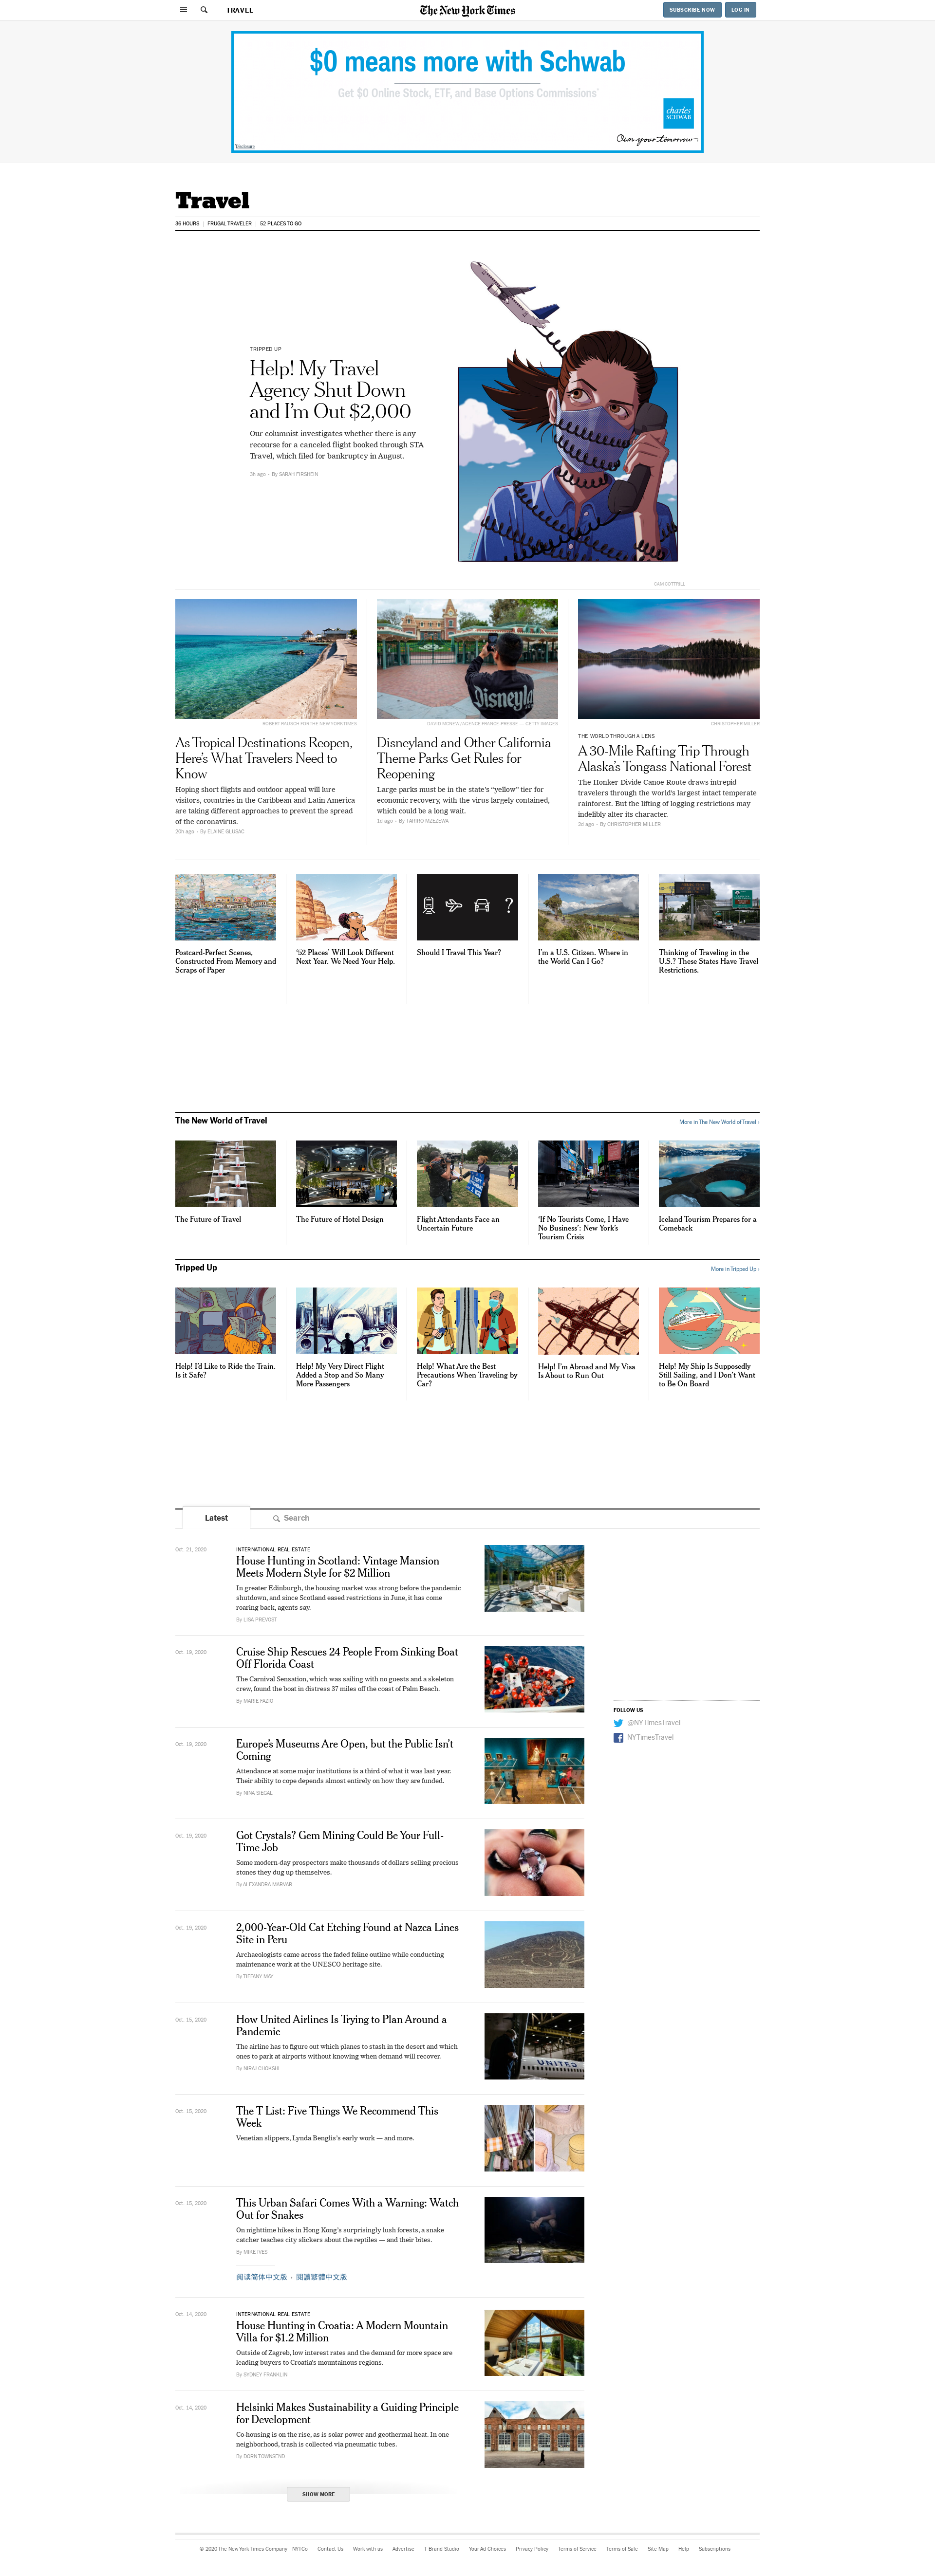 TRAVEL
The New York Times
SUBSCRIBE NOW
LOG IN
$0 means more with Schwab
Get $0 Online Stock, ETF, and Base Options Commissions*
charles
SCHWAB
Own your tomorrow
Travel
36 HOURS
FRUGAL TRAVELER
52 PLACES TO GO
TRIPPED UP
Help! My Travel
Agency Shut Down
and I’m Out $2,000
Our columnist investigates whether there is any
recourse for a canceled flight booked through STA
Travel, which filed for bankruptcy in August.
3h ago - By SARAH FIRSHEIN
As Tropical Destinations Reopen,
Here’s What Travelers Need to
Know
Hoping short flights and outdoor appeal will lure
visitors, countries in the Caribbean and Latin America
are taking different approaches to prevent the spread
of the coronavirus.
20h ago - By ELAINE GLUSAC
DAVID MCNEW/AGENCE FRANCE-PRESSE — GETTY IMAGES
Disneyland
Disneyland and Other California
Theme Parks Get Rules for
Reopening
Large parks must be in the state’s “yellow” tier for
economic recovery, with the virus largely contained,
which could be a long wait.
1d ago - By TARIRO MZEZEWA
CHRISTOPHER MILLER
THE WORLD THROUGH A LENS
A 30-Mile Rafting Trip Through
Alaska’s Tongass National Forest
The Honker Divide Canoe Route draws intrepid
travelers through the world’s largest intact temperate
rainforest. But the lifting of logging restrictions may
indelibly alter its character.
2d ago - By CHRISTOPHER MILLER
Postcard-Perfect Scenes,
Constructed From Memory and
Scraps of Paper
‘52 Places’ Will Look Different
Next Year. We Need Your Help.
?
Should I Travel This Year?
I’m a U.S. Citizen. Where in
the World Can I Go?
Thinking of Traveling in the
U.S.? These States Have Travel
Restrictions.
The New World of Travel
More in The New World of Travel »
The Future of Travel
The Future of Hotel Design
Flight Attendants Face an
Uncertain Future
‘If No Tourists Come, I Have
No Business’: New York’s
Tourism Crisis
Iceland Tourism Prepares for a
Comeback
Tripped Up
More in Tripped Up »
Help! I’d Like to Ride the Train.
Is it Safe?
Help! My Very Direct Flight
Added a Stop and So Many
More Passengers
Help! What Are the Best
Precautions When Traveling by
Car?
Help! I’m Abroad and My Visa
Is About to Run Out
Help! My Ship Is Supposedly
Still Sailing, and I Don’t Want
to Be On Board
Latest
Search
Oct. 21, 2020
INTERNATIONAL REAL ESTATE
House Hunting in Scotland: Vintage Mansion
Meets Modern Style for $2 Million
In greater Edinburgh, the housing market was strong before the pandemic
shutdown, and since Scotland eased restrictions in June, it has come
roaring back, agents say.
By LISA PREVOST
Oct. 19, 2020
Cruise Ship Rescues 24 People From Sinking Boat
Off Florida Coast
The Carnival Sensation, which was sailing with no guests and a skeleton
crew, found the boat in distress 37 miles off the coast of Palm Beach.
By MARIE FAZIO
FOLLOW US
@NYTimesTravel
NYTimesTravel
Oct. 19, 2020
Europe’s Museums Are Open, but the Public Isn’t
Coming
Attendance at some major institutions is a third of what it was last year.
Their ability to cope depends almost entirely on how they are funded.
By NINA SIEGAL
Oct. 19, 2020
Got Crystals? Gem Mining Could Be Your Full-
Time Job
Some modern-day prospectors make thousands of dollars selling precious
stones they dug up themselves.
By ALEXANDRA MARVAR
Oct. 18, 2020
2,000-Year-Old Cat Etching Found at Nazca Lines
Site in Peru
Archaeologists came across the faded feline outline while conducting
maintenance work at the UNESCO heritage site.
By TIFFANY MAY
Oct. 15, 2020
How United Airlines Is Trying to Plan Around a
Pandemic
The airline has to figure out which planes to stash in the desert and which
ones to park at airports without knowing when demand will recover.
By NIRAJ CHOKSHI
UNITED
Oct. 15, 2020
The T List: Five Things We Recommend This
Week
Venetian slippers, Lynda Benglis’s early work — and more.
Oct. 15, 2020
This Urban Safari Comes With a Warning: Watch
Out for Snakes
On nighttime hikes in Hong Kong’s surprisingly lush forests, a snake
catcher teaches city slickers about the reptiles — and their bites.
By MIKE IVES
阅读简体中文版 • 閱讀繁體中文版
Oct. 14, 2020
INTERNATIONAL REAL ESTATE
House Hunting in Croatia: A Modern Mountain
Villa for $1.2 Million
Outside of Zagreb, low interest rates and the demand for more space are
leading buyers to Croatia’s mountainous regions.
By SYDNEY FRANKLIN
Oct. 14, 2020
Helsinki Makes Sustainability a Guiding Principle
for Development
Co-housing is on the rise, as is solar power and geothermal heat. In one
neighborhood, trash is collected via pneumatic tubes.
By DORN TOWNSEND
SHOW MORE
© 2020 The New York Times Company
NYTCo
Contact Us
Work with us
Advertise
T Brand Studio
Your Ad Choices
Privacy Policy
Terms of Service
Terms of Sale
Site Map
Help
Subscriptions